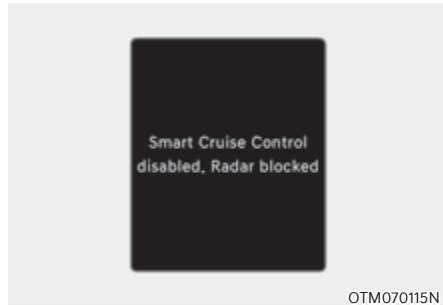 Smart Cruise Control
disabled, Radar blocked
OTM070115N